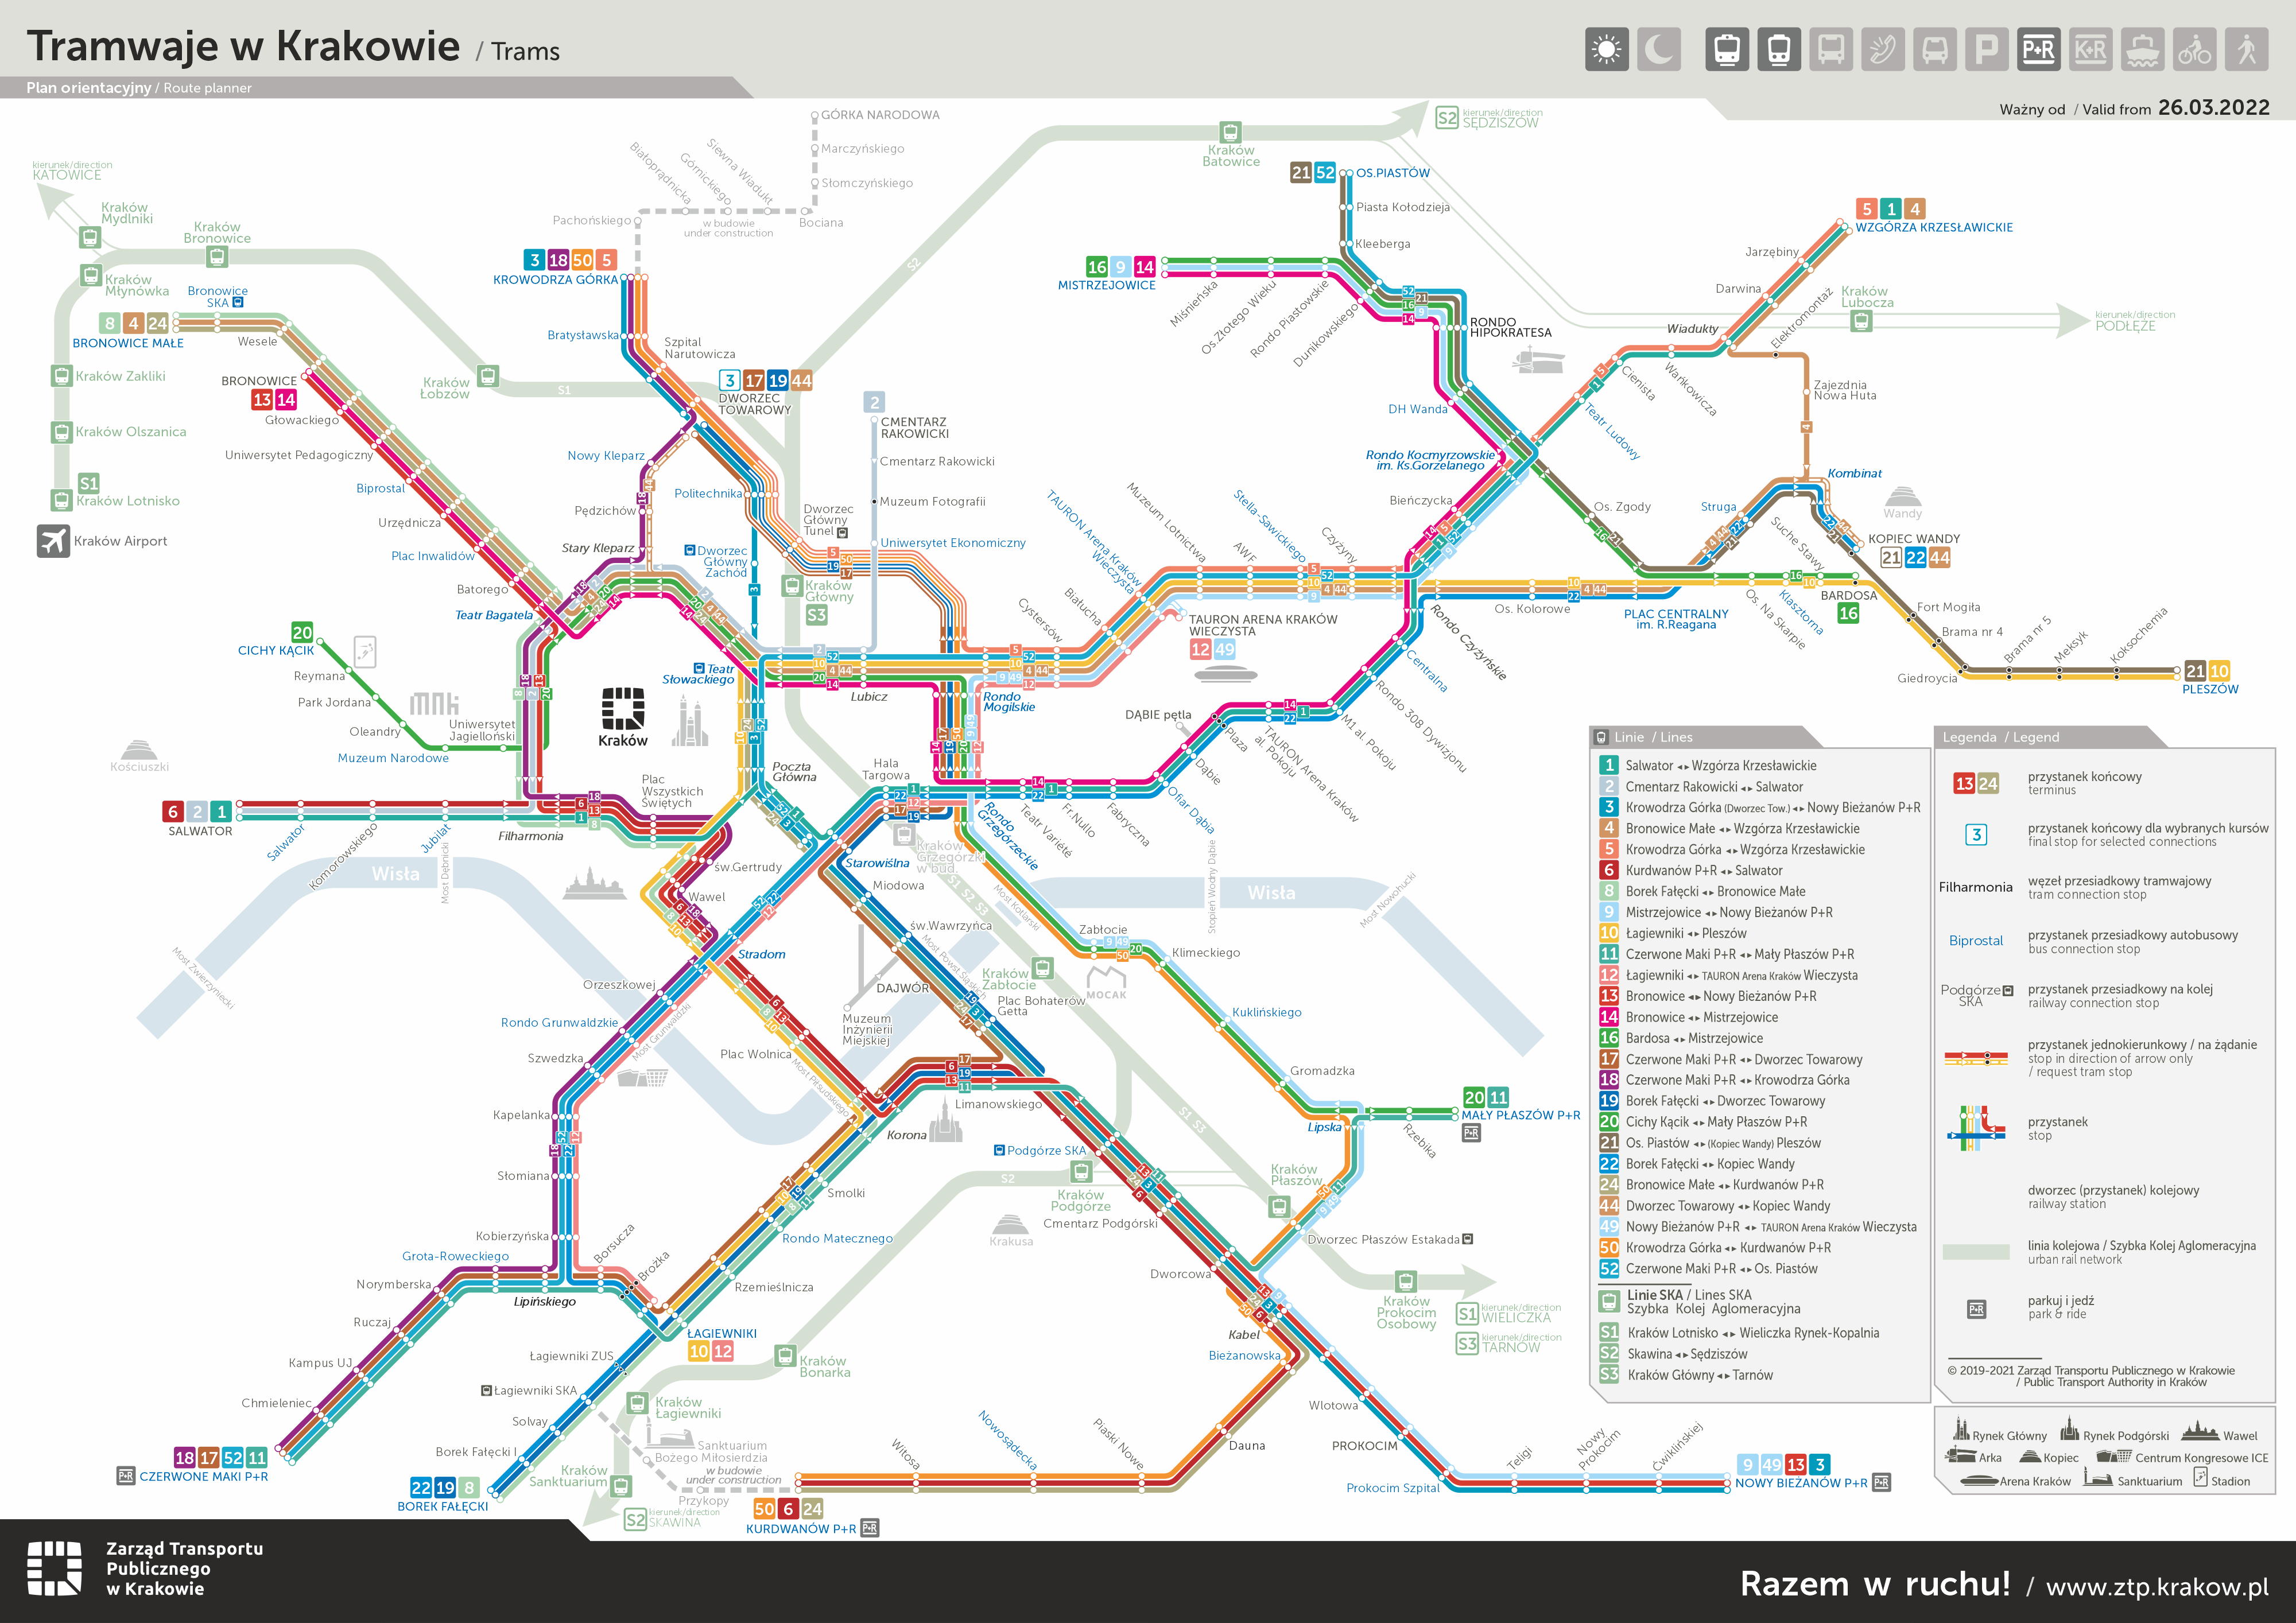 Tramwaje w Krakowie / Trams
Plan orientacyjny / Route planner
P
P+R
K+R
Ważny od / Valid from 26.03.2022
kierunek/direction
KATOWICE
Kraków
Mydlniki
Kraków
Bronowice
Kraków
Młynówka
Bronowice
SKA
8 4 24
BRONOWICE MAŁE
Wesele
Kraków Zakliki
Kraków Olszanica
S1
Kraków Lotnisko
Kraków Airport
BRONOWICE
13 14
Głowackiego
Uniwersytet Pedagogiczny
Biprostal
Urzędnicza
Plac Inwalidów
Batorego
Teatr Bagatela
Kraków
Łobzów
S1
GÓRKA NARODOWA
Marczyńskiego
Słomczyńskiego
Bociana
Siewna Wiadukt
Górnickiego
Białoprądnicka
Pachońskiego
w budowie
under construction
3 18 50 5
KROWODRZA GÓRKA
Bratysławska
Szpital
Narutowicza
3 17 19 44
DWORZEC
TOWAROWY
Nowy Kleparz
Politechnika
Pędzichów
Stary Kleparz
Dworzec
Główny
Zachód
Dworzec
Główny
Tunel
Kraków
Główny
S3
2
CMENTARZ
RAKOWICKI
Cmentarz Rakowicki
Muzeum Fotografii
Uniwersytet Ekonomiczny
S2
Kraków
Batowice
S2
kierunek/direction
SĘDZISZÓW
21 52
OS.PIASTÓW
Piasta Kołodzieja
Kleeberga
16 9 14
MISTRZEJOWICE
Miśnieńska
Os.Złotego Wieku
Rondo Piastowskie
Dunikowskiego
RONDO
HIPOKRATESA
DH Wanda
Rondo Kocmyrzowskie
im. Ks.Gorzelanego
Bieńczycka
5 1 4
WZGÓRZA KRZESŁAWICKIE
Jarzębiny
Darwina
Wiadukty
Elektromontaż
Wańkowicza
Cienista
Teatr Ludowy
Kraków
Lubocza
kierunek/direction
PODŁĘŻE
Zajezdnia
Nowa Huta
Kombinat
Wandy
Struga
Suche Stawy
KOPIEC WANDY
21 22 44
Os. Zgody
Os. Kolorowe
PLAC CENTRALNY
im. R.Reagana
Os. Na Skarpie
Klasztorna
BARDOSA
16
Fort Mogiła
Brama nr 4
Giedroycia
Brama nr 5
Meksyk
Koksochemia
21 10
PLESZÓW
TAURON Arena Kraków
Wieczysta
Muzeum Lotnictwa
AWF
Stella-Sawickiego
Czyżyny
Białucha
Cystersów
TAURON ARENA KRAKÓW
WIECZYSTA
12 49
Rondo Czyżyńskie
Centralna
Rondo 308 Dywizjonu
M1 al. Pokoju
TAURON Arena Kraków
al. Pokoju
Plaza
DĄBIE pętla
Dąbie
Ofiar Dąbia
Fabryczna
Fr.Nullo
Teatr Variété
Rondo
Grzegórzeckie
Rondo
Mogilskie
Lubicz
Teatr
Słowackiego
Kraków
20
CICHY KĄCIK
Reymana
Park Jordana
Oleandry
Muzeum Narodowe
Uniwersytet
Jagielloński
Kościuszki
6 2 1
SALWATOR
Salwator
Komorowskiego
Jubilat
Most Dębnicki
Filharmonia
Plac
Wszystkich
Świętych
Poczta
Główna
Hala
Targowa
Kraków
Grzegórzki
w bud.
Starowiślna
Miodowa
św.Wawrzyńca
św.Gertrudy
Wawel
Stradom
Wisła
Most Zwierzyniecki
Orzeszkowej
Rondo Grunwaldzkie
Most Grunwaldzki
Szwedzka
Kapelanka
Słomiana
Kobierzyńska
Grota-Roweckiego
Norymberska
Lipińskiego
Ruczaj
Kampus UJ
Chmieleniec
18 17 52 11
CZERWONE MAKI P+R
Borsucza
Brożka
ŁAGIEWNIKI
10 12
Łagiewniki ZUS
Łagiewniki SKA
Solvay
Borek Fałęcki I
22 19 8
BOREK FAŁĘCKI
Kraków
Łagiewniki
Kraków
Sanktuarium
Sanktuarium
Bożego Miłosierdzia
w budowie
under construction
Przykopy
S2
kierunek/direction
SKAWINA
Kraków
Bonarka
50 6 24
KURDWANÓW P+R
Witosa
Nowosądecka
Piaski Nowe
Dauna
Bieżanowska
Kabel
Dworcowa
Cmentarz Podgórski
Kraków
Podgórze
Podgórze SKA
Krakusa
S2
Limanowskiego
Korona
Smolki
Rondo Matecznego
Rzemieślnicza
Plac Wolnica
Most Piłsudskiego
DAJWÓR
Muzeum
Inżynierii
Miejskiej
Plac Bohaterów
Getta
Most Powst.Śląskich
Kraków
Zabłocie
MOCAK
Zabłocie
Klimeckiego
Kuklińskiego
Gromadzka
Lipska
20 11
MAŁY PŁASZÓW P+R
Rzebika
Kraków
Płaszów
Dworzec Płaszów Estakada
S1 S2 S3
S1 S3
Most Kotlarski
Stopień Wodny Dąbie
Wisła
Most Nowohucki
Kraków
Prokocim
Osobowy
S1
kierunek/direction
WIELICZKA
S3
kierunek/direction
TARNÓW
Wlotowa
PROKOCIM
Prokocim Szpital
Teligi
Nowy
Prokocim
Ćwiklińskiej
9 49 13 3
NOWY BIEŻANÓW P+R
Linie / Lines
1 Salwator Wzgórza Krzesławickie
2 Cmentarz Rakowicki Salwator
3 Krowodrza Górka (Dworzec Tow.) Nowy Bieżanów P+R
4 Bronowice Małe Wzgórza Krzesławickie
5 Krowodrza Górka Wzgórza Krzesławickie
6 Kurdwanów P+R Salwator
8 Borek Fałęcki Bronowice Małe
9 Mistrzejowice Nowy Bieżanów P+R
10 Łagiewniki Pleszów
11 Czerwone Maki P+R Mały Płaszów P+R
12 Łagiewniki TAURON Arena Kraków Wieczysta
13 Bronowice Nowy Bieżanów P+R
14 Bronowice Mistrzejowice
16 Bardosa Mistrzejowice
17 Czerwone Maki P+R Dworzec Towarowy
18 Czerwone Maki P+R Krowodrza Górka
19 Borek Fałęcki Dworzec Towarowy
20 Cichy Kącik Mały Płaszów P+R
21 Os. Piastów (Kopiec Wandy) Pleszów
22 Borek Fałęcki Kopiec Wandy
24 Bronowice Małe Kurdwanów P+R
44 Dworzec Towarowy Kopiec Wandy
49 Nowy Bieżanów P+R TAURON Arena Kraków Wieczysta
50 Krowodrza Górka Kurdwanów P+R
52 Czerwone Maki P+R Os. Piastów
Linie SKA / Lines SKA
Szybka Kolej Aglomeracyjna
S1 Kraków Lotnisko Wieliczka Rynek-Kopalnia
S2 Skawina Sędziszów
S3 Kraków Główny Tarnów
Legenda / Legend
13 24 przystanek końcowy
terminus
3 przystanek końcowy dla wybranych kursów
final stop for selected connections
Filharmonia węzeł przesiadkowy tramwajowy
tram connection stop
Biprostal przystanek przesiadkowy autobusowy
bus connection stop
Podgórze SKA przystanek przesiadkowy na kolej
railway connection stop
przystanek jednokierunkowy / na żądanie
stop in direction of arrow only
/ request tram stop
przystanek
stop
dworzec (przystanek) kolejowy
railway station
linia kolejowa / Szybka Kolej Aglomeracyjna
urban rail network
P+R parkuj i jedź
park & ride
© 2019-2021 Zarząd Transportu Publicznego w Krakowie
/ Public Transport Authority in Kraków
Rynek Główny Rynek Podgórski Wawel
Arka Kopiec Centrum Kongresowe ICE
Arena Kraków Sanktuarium Stadion
Zarząd Transportu
Publicznego
w Krakowie
Razem w ruchu! / www.ztp.krakow.pl